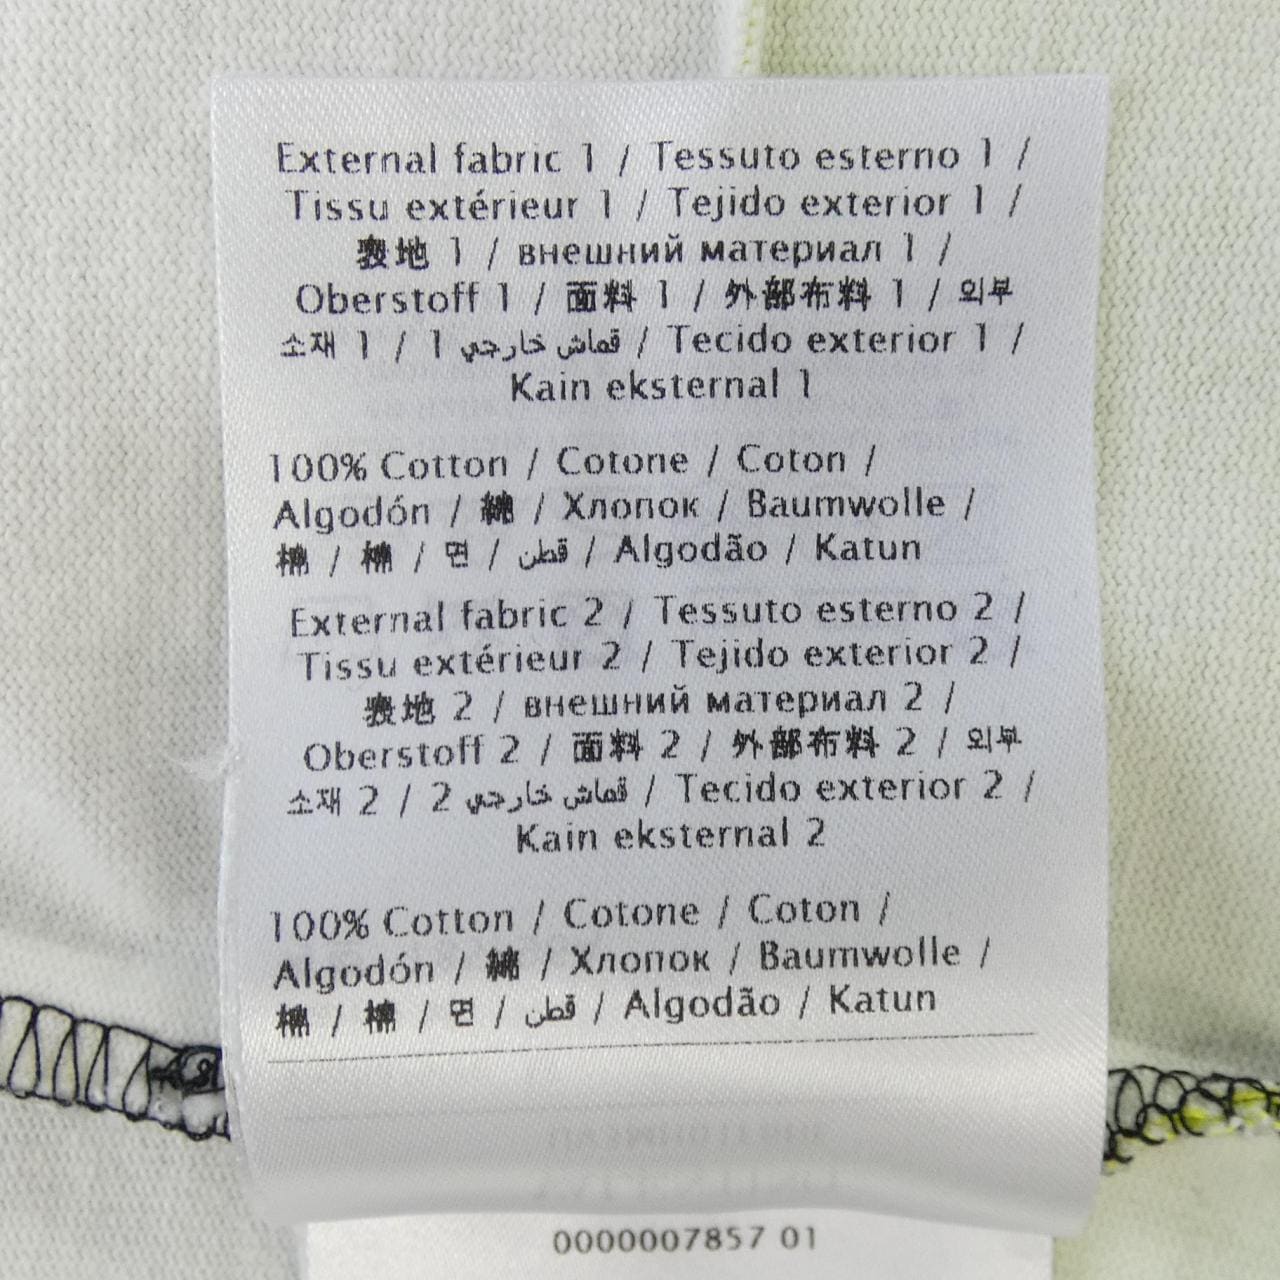 External fabric 1 / Tessuto esterno 1 /
Tissu extérieur 1 / Tejido exterior 1 /
表地 1 / внешний материал 1 /
Oberstoff 1 / 面料 1 / 外部布料 1 / 외부
소재 1 / 1 قماش خارجي / Tecido exterior 1 /
Kain eksternal 1
100% Cotton / Cotone / Coton /
Algodón / 綿 / Хлопок / Baumwolle /
棉 / 棉 / 면 / قطن / Algodão / Katun
External fabric 2 / Tessuto esterno 2 /
Tissu extérieur 2 / Tejido exterior 2 /
表地 2 / внешний материал 2 /
Oberstoff 2 / 面料 2 / 外部布料 2 / 외부
소재 2 / 2 قماش خارجي / Tecido exterior 2 /
Kain eksternal 2
100% Cotton / Cotone / Coton /
Algodón / 綿 / Хлопок / Baumwolle /
棉 / 棉 / 면 / قطن / Algodão / Katun
0000007857 01